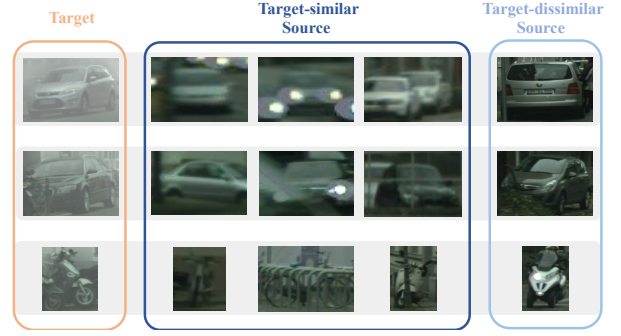 Target
Target-similar
Source
Target-dissimilar
Source